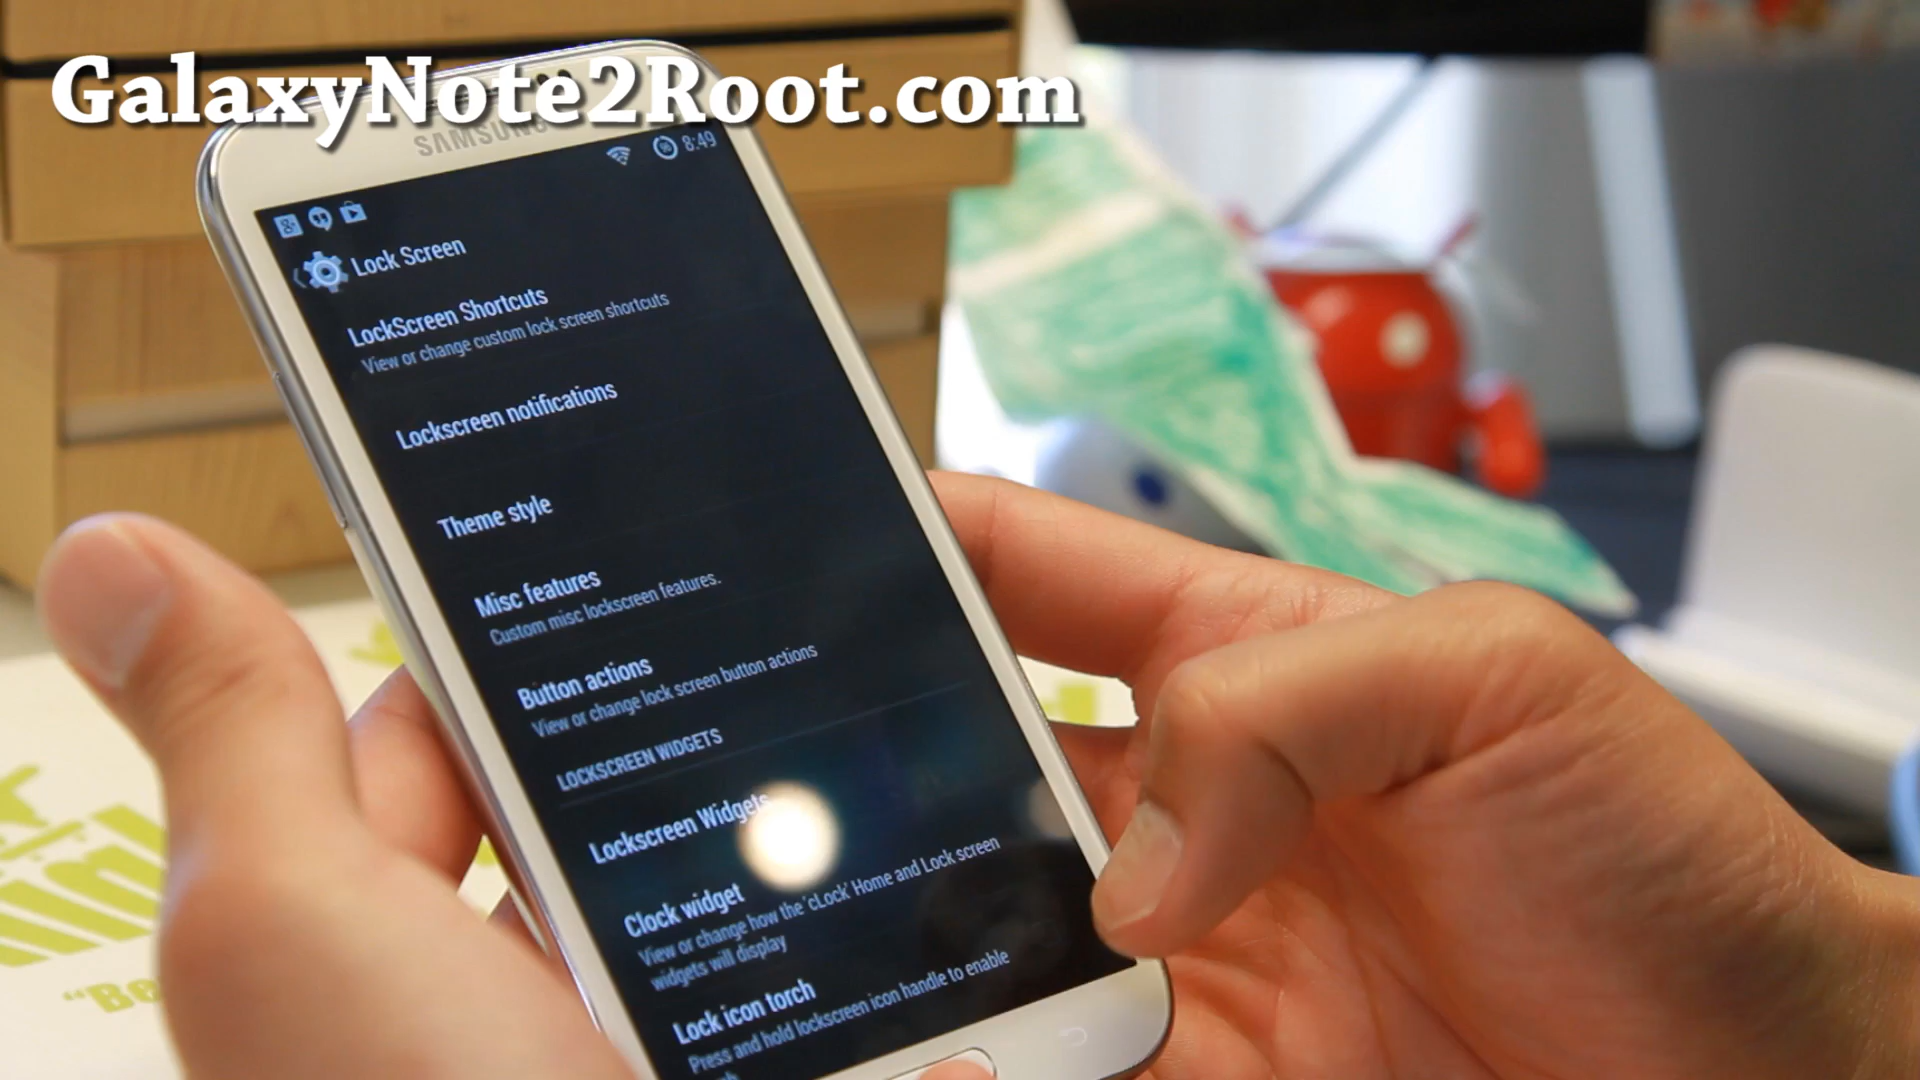 GalaxyNote2Root.com
SAMSUNG
8:49
Lock Screen
LockScreen Shortcuts
View or change custom lock screen shortcuts
Lockscreen notifications
Theme style
Misc features
Custom misc lockscreen features.
Button actions
View or change lock screen button actions
LOCKSCREEN WIDGETS
Lockscreen Widgets
Clock widget
View or change how the 'cLock' Home and Lock screen
widgets will display
Lock icon torch
Press and hold lockscreen icon handle to enable
"Be